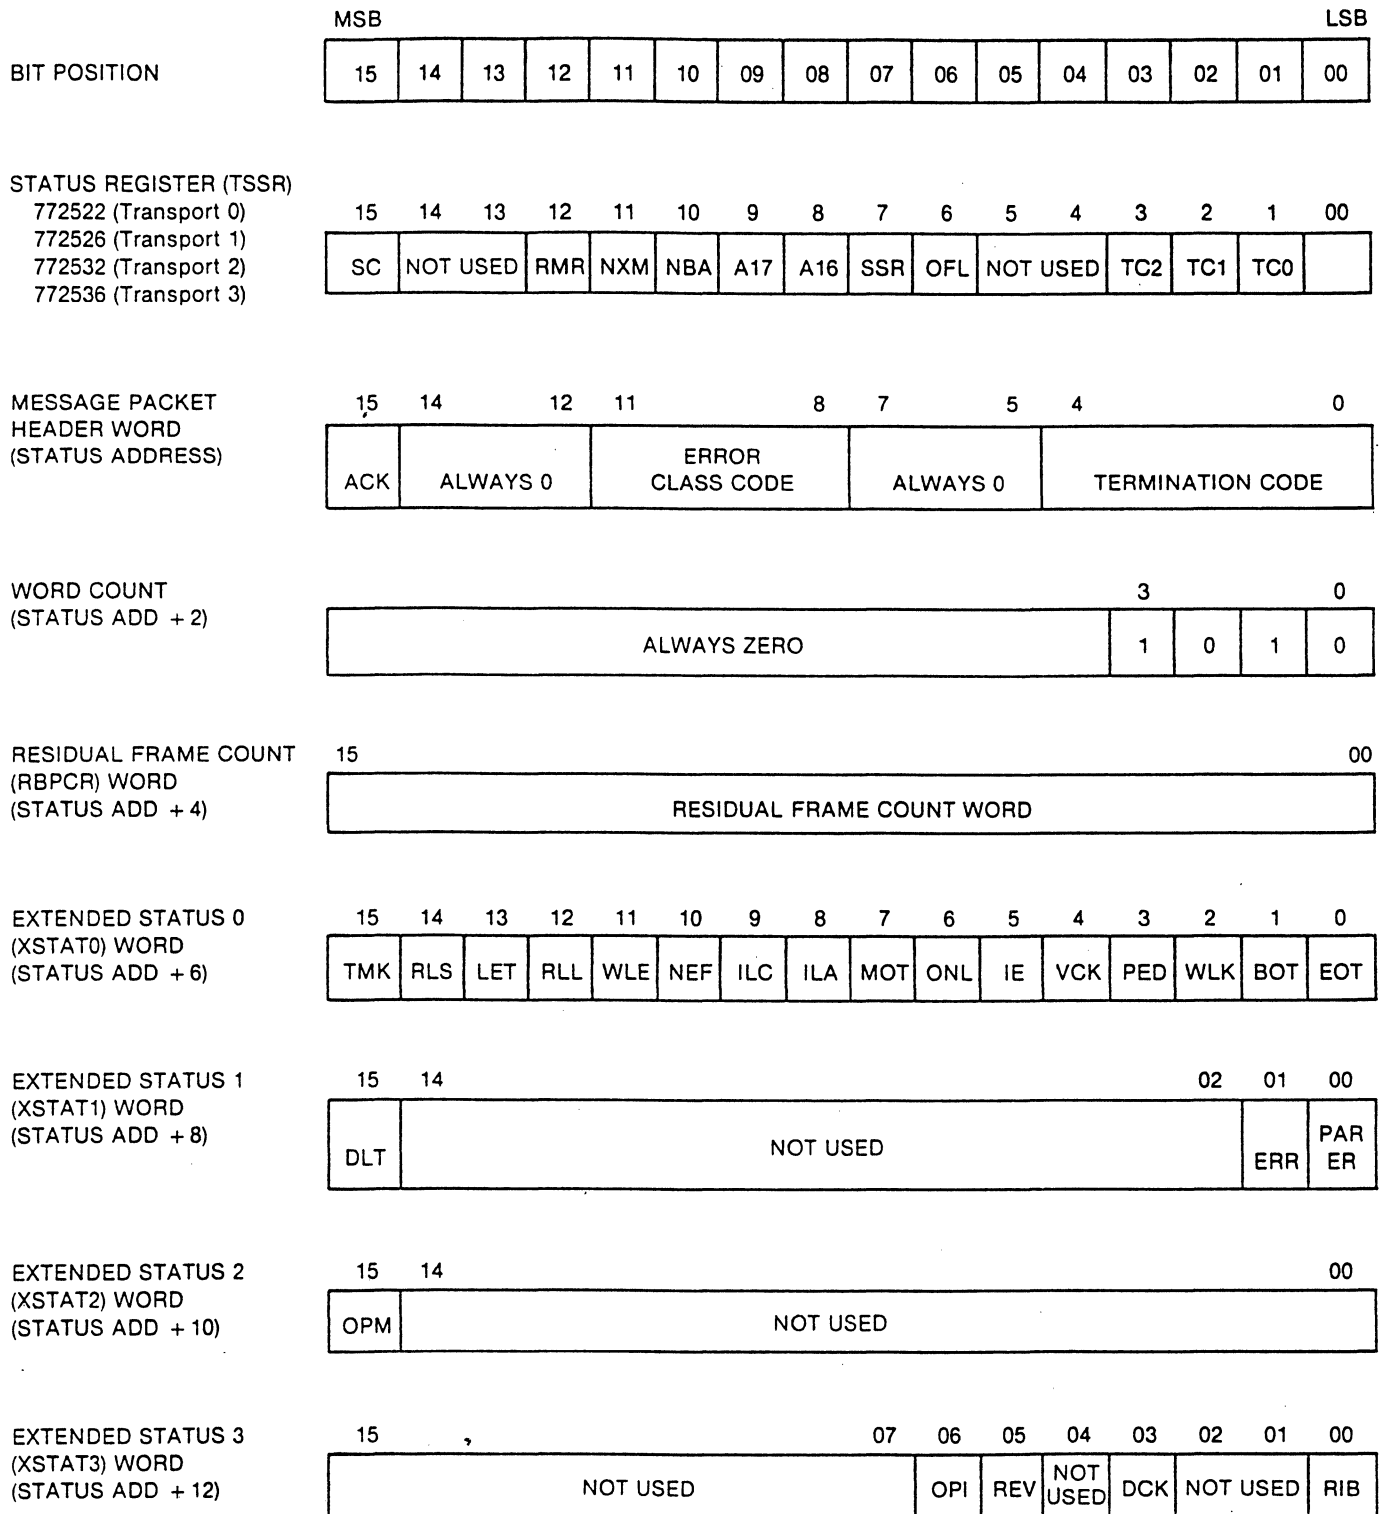 MSB LSB
BIT POSITION 15 14 13 12 11 10 09 08 07 06 05 04 03 02 01 00
STATUS REGISTER (TSSR)
772522 (Transport 0) 15 14 13 12 11 10 9 8 7 6 5 4 3 2 1 00
772526 (Transport 1)
772532 (Transport 2) SC NOT USED RMR NXM NBA A17 A16 SSR OFL NOT USED TC2 TC1 TC0
772536 (Transport 3)
MESSAGE PACKET 15 14 12 11 8 7 5 4 0
HEADER WORD
(STATUS ADDRESS) ERROR
ACK ALWAYS 0 CLASS CODE ALWAYS 0 TERMINATION CODE
WORD COUNT 3 0
(STATUS ADD + 2)
ALWAYS ZERO 1 0 1 0
RESIDUAL FRAME COUNT 15 00
(RBPCR) WORD
(STATUS ADD + 4) RESIDUAL FRAME COUNT WORD
EXTENDED STATUS 0 15 14 13 12 11 10 9 8 7 6 5 4 3 2 1 0
(XSTAT0) WORD
(STATUS ADD + 6) TMK RLS LET RLL WLE NEF ILC ILA MOT ONL IE VCK PED WLK BOT EOT
EXTENDED STATUS 1 15 14 02 01 00
(XSTAT1) WORD
(STATUS ADD + 8) NOT USED PAR
DLT ERR ER
EXTENDED STATUS 2 15 14 00
(XSTAT2) WORD
(STATUS ADD + 10) OPM NOT USED
EXTENDED STATUS 3 15 07 06 05 04 03 02 01 00
(XSTAT3) WORD NOT
(STATUS ADD + 12) NOT USED OPI REV USED DCK NOT USED RIB